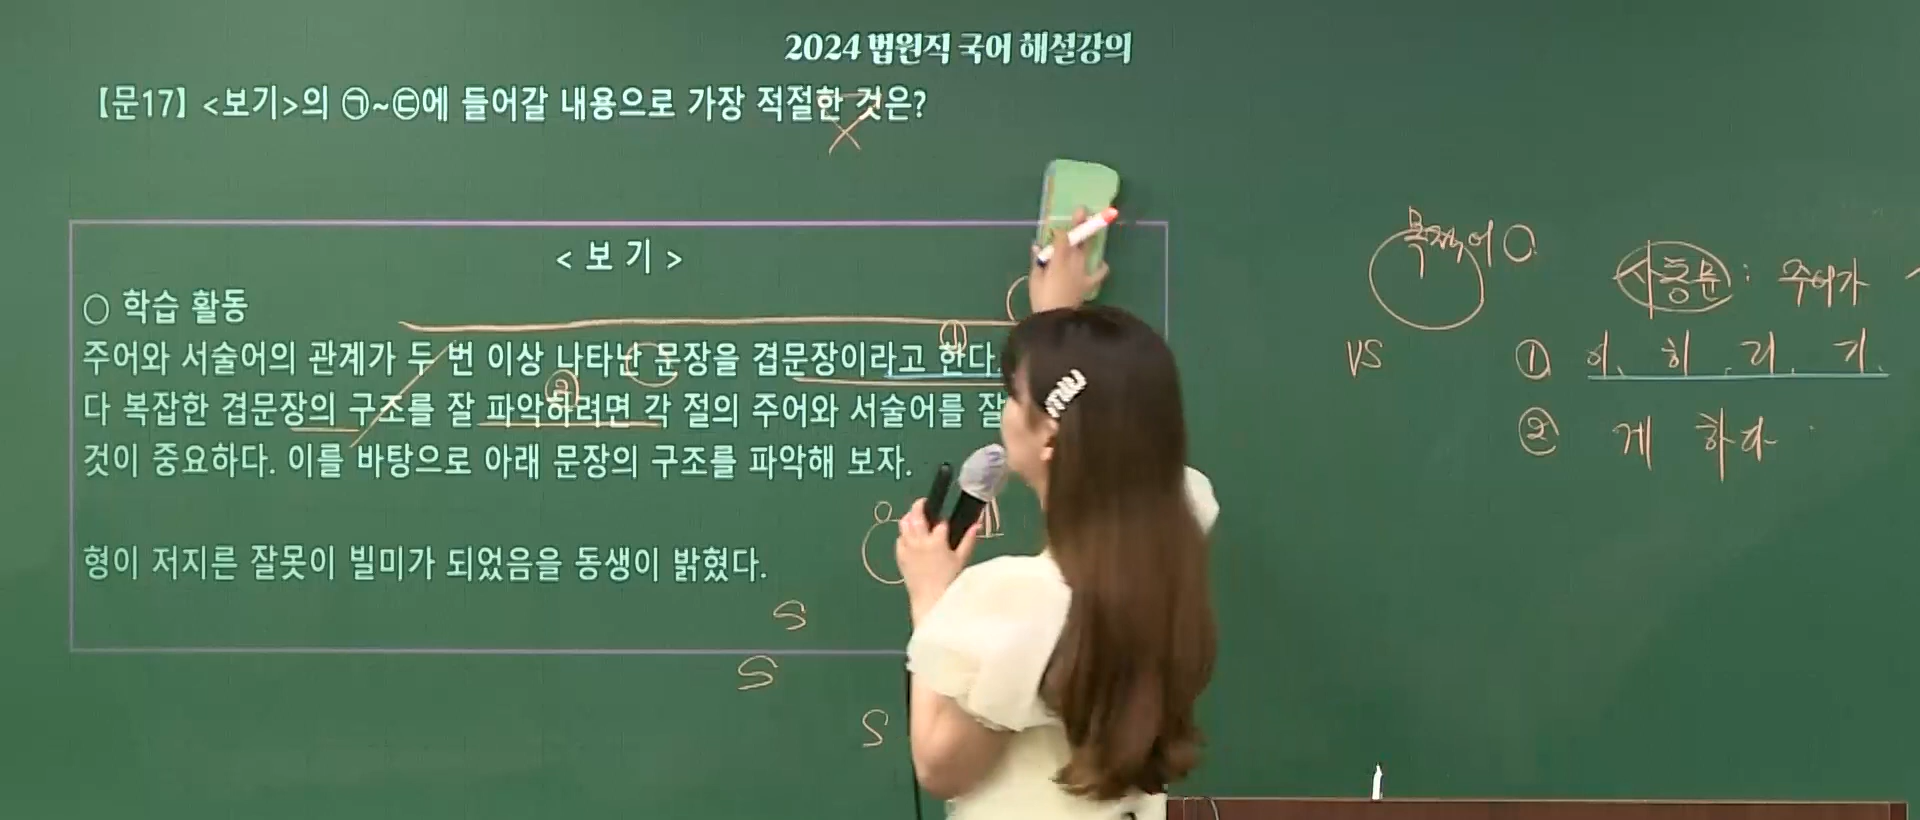 2024 법원직 국어 해설강의
【문17】 <보기>의 ㉠~㉢에 들어갈 내용으로 가장 적절한 것은?
< 보 기 >
○ 학습 활동
주어와 서술어의 관계가 두 번 이상 나타난 문장을 겹문장이라고 한다.
다 복잡한 겹문장의 구조를 잘 파악하려면 각 절의 주어와 서술어를 잘
것이 중요하다. 이를 바탕으로 아래 문장의 구조를 파악해 보자.
형이 저지른 잘못이 빌미가 되었음을 동생이 밝혔다.
S
S
S
목적어 ○
사동문 : 주어가
VS ① 이, 히, 리, 기,
② 게 하다
①
②